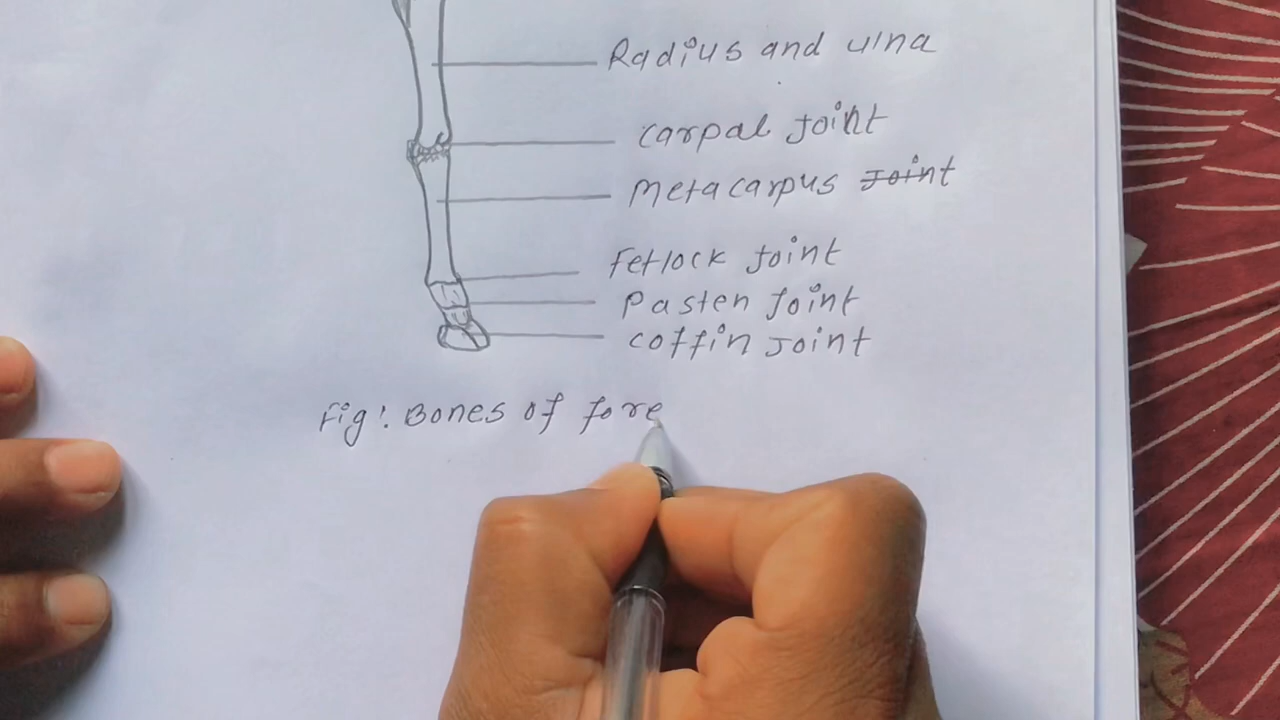 Radius and ulna
Carpal Joint
Metacarpus Joint
Fetlock Joint
Pasten Joint
Coffin Joint
Fig: Bones of fore